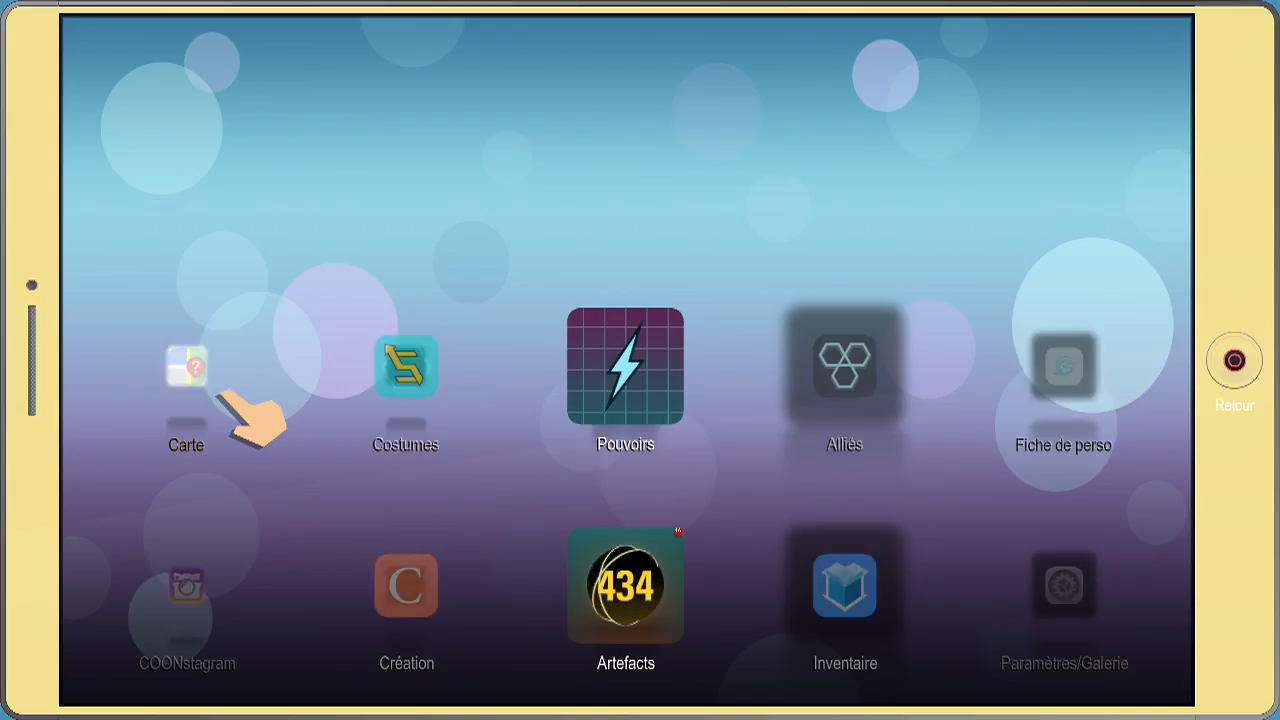 ?
Retour
Carte
Costumes
Pouvoirs
Alliés
Fiche de perso
C
434
COONstagram
Création
Artefacts
Inventaire
Paramètres/Galerie